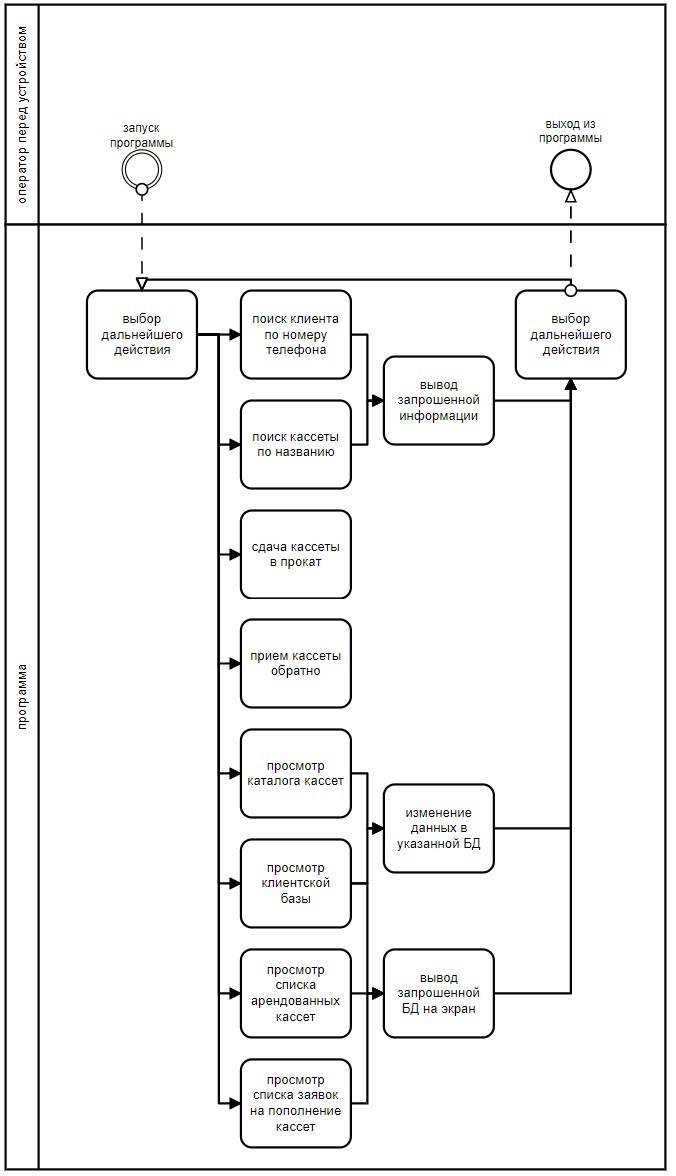 оператор перед устройством
запуск
программы
выход из
программы
программа
выбор
дальнейшего
действия
поиск клиента
по номеру
телефона
выбор
дальнейшего
действия
вывод
запрошенной
информации
поиск кассеты
по названию
сдача кассеты
в прокат
прием кассеты
обратно
просмотр
каталога кассет
изменение
данных в
указанной БД
просмотр
клиентской
базы
просмотр
списка
арендованных
кассет
вывод
запрошенной
БД на экран
просмотр
списка заявок
на пополнение
кассет